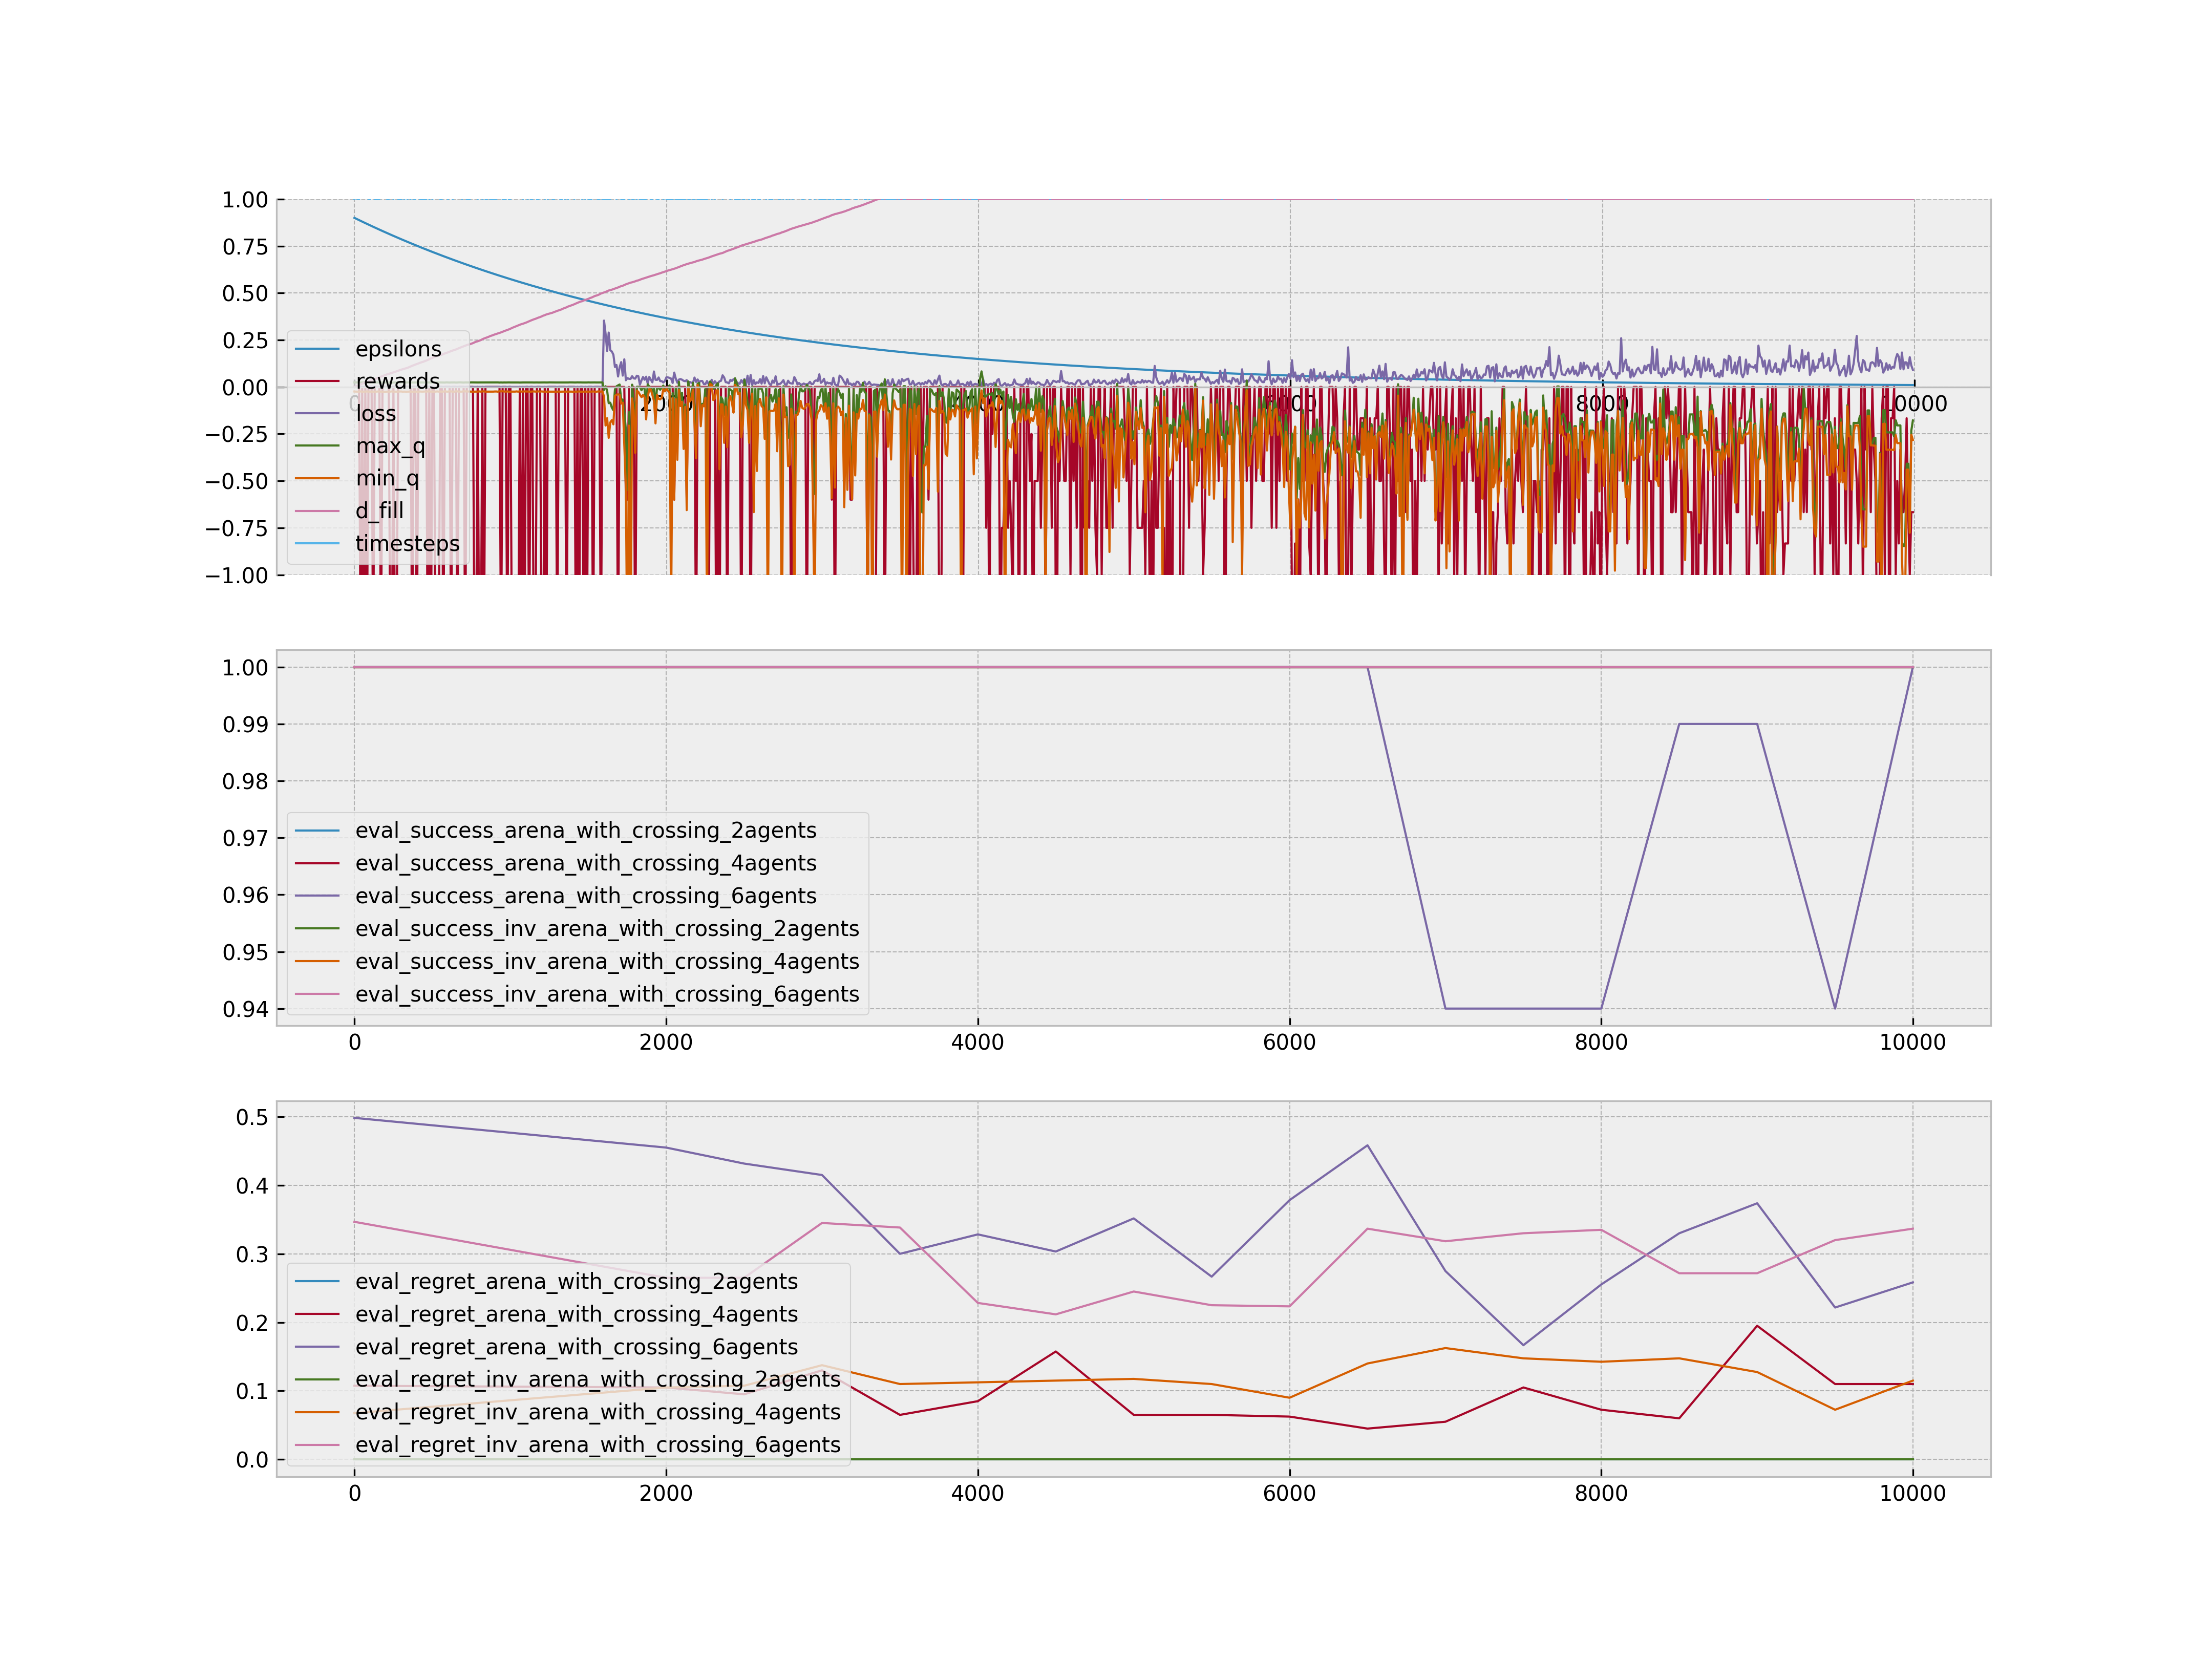 1.00
0.75
0.50
0.25
0.00
−0.25
−0.50
−0.75
−1.00
0 2000 4000 6000 8000 10000
epsilons
rewards
loss
max_q
min_q
d_fill
timesteps
1.00
0.99
0.98
0.97
0.96
0.95
0.94
eval_success_arena_with_crossing_2agents
eval_success_arena_with_crossing_4agents
eval_success_arena_with_crossing_6agents
eval_success_inv_arena_with_crossing_2agents
eval_success_inv_arena_with_crossing_4agents
eval_success_inv_arena_with_crossing_6agents
0 2000 4000 6000 8000 10000
0.5
0.4
0.3
0.2
0.1
0.0
eval_regret_arena_with_crossing_2agents
eval_regret_arena_with_crossing_4agents
eval_regret_arena_with_crossing_6agents
eval_regret_inv_arena_with_crossing_2agents
eval_regret_inv_arena_with_crossing_4agents
eval_regret_inv_arena_with_crossing_6agents
0 2000 4000 6000 8000 10000